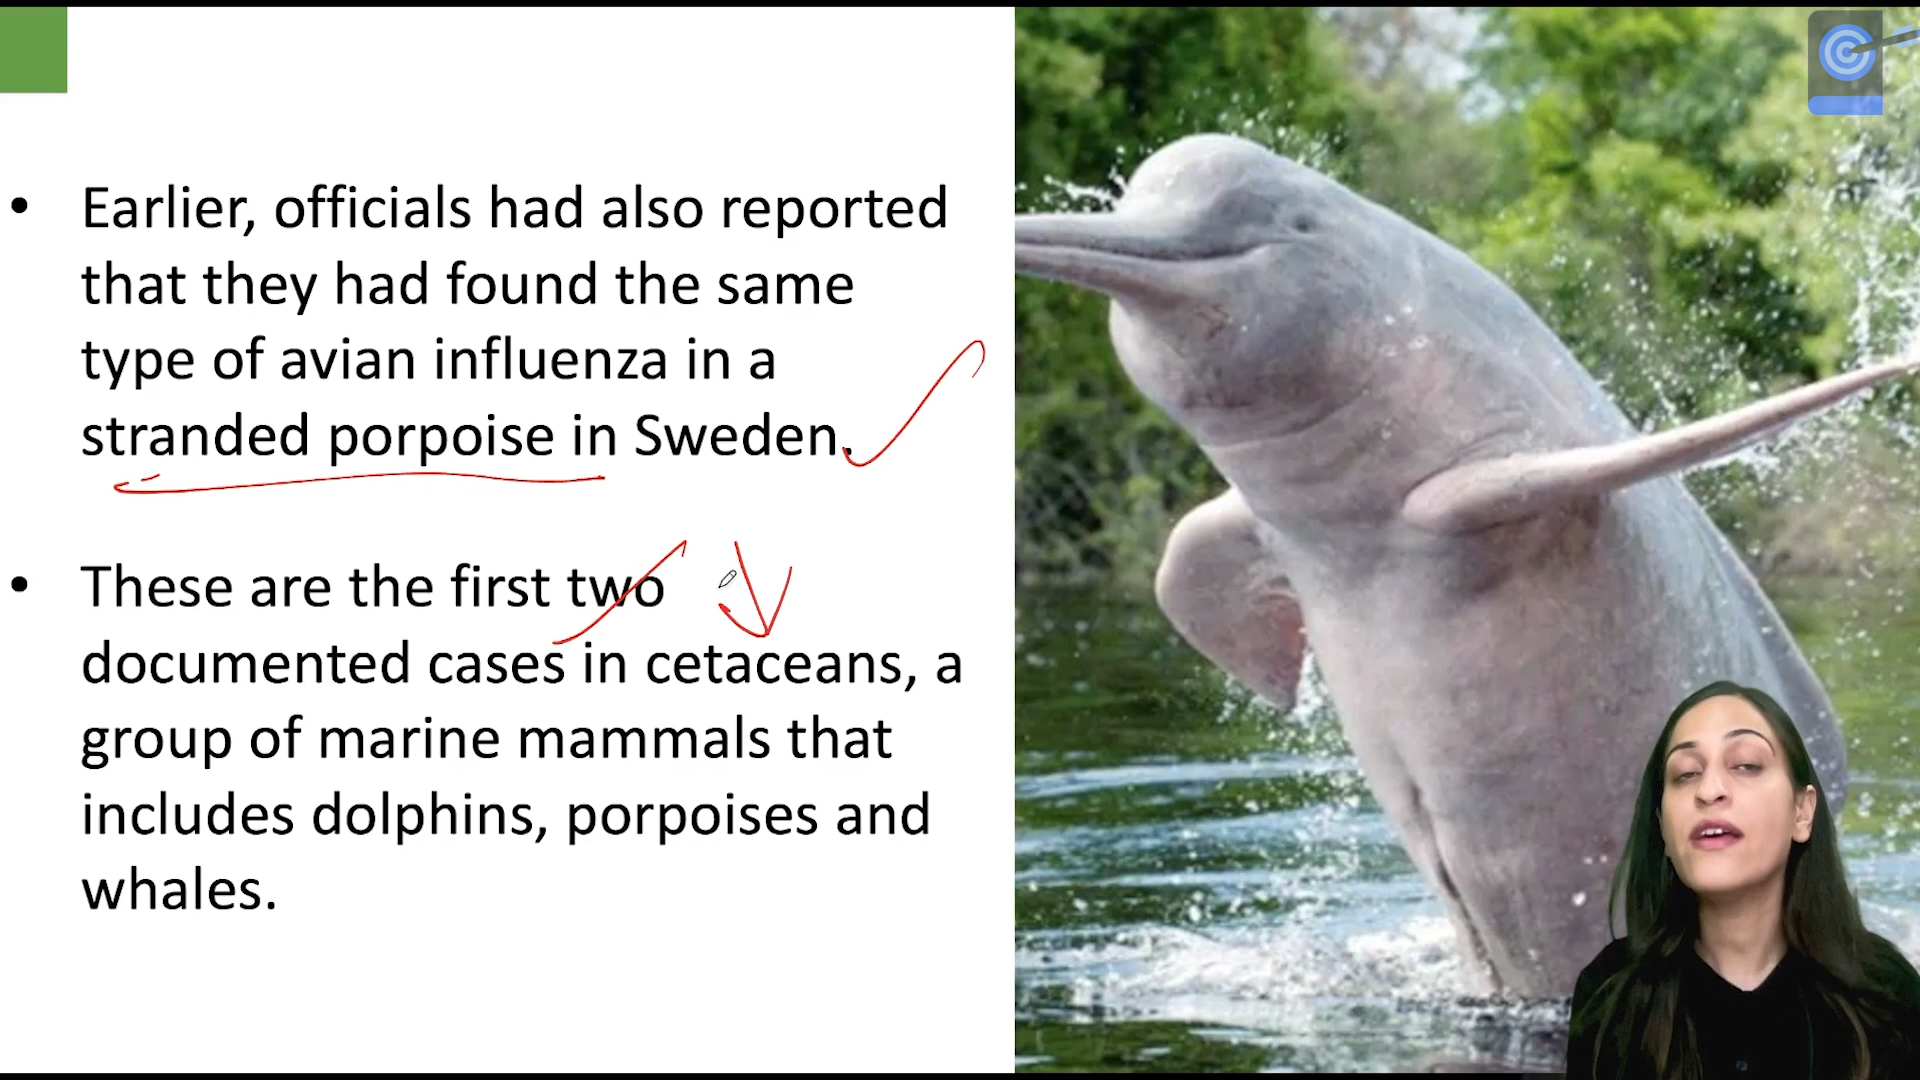 • Earlier, officials had also reported
that they had found the same
type of avian influenza in a
stranded porpoise in Sweden.
• These are the first two
documented cases in cetaceans, a
group of marine mammals that
includes dolphins, porpoises and
whales.